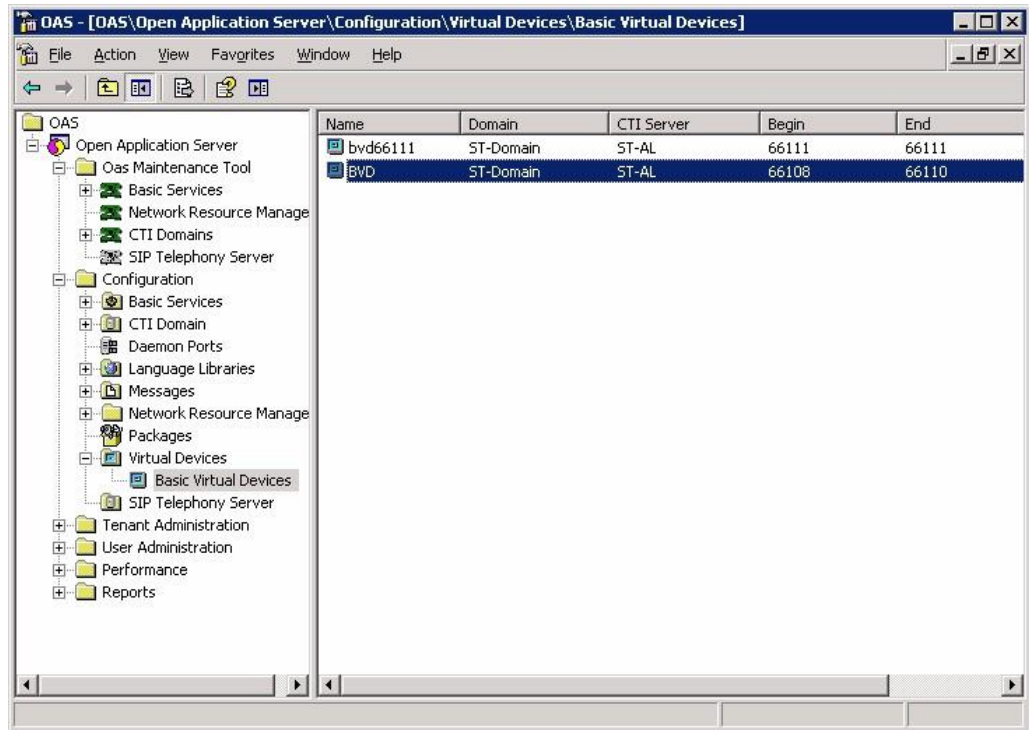 OAS - [OAS\Open Application Server\Configuration\Virtual Devices\Basic Virtual Devices]
File Action View Favorites Window Help
OAS
Open Application Server
Oas Maintenance Tool
Basic Services
Network Resource Manage
CTI Domains
SIP Telephony Server
Configuration
Basic Services
CTI Domain
Daemon Ports
Language Libraries
Messages
Network Resource Manage
Packages
Virtual Devices
Basic Virtual Devices
SIP Telephony Server
Tenant Administration
User Administration
Performance
Reports
Name Domain CTI Server Begin End
bvd66111 ST-Domain ST-AL 66111 66111
BVD ST-Domain ST-AL 66108 66110